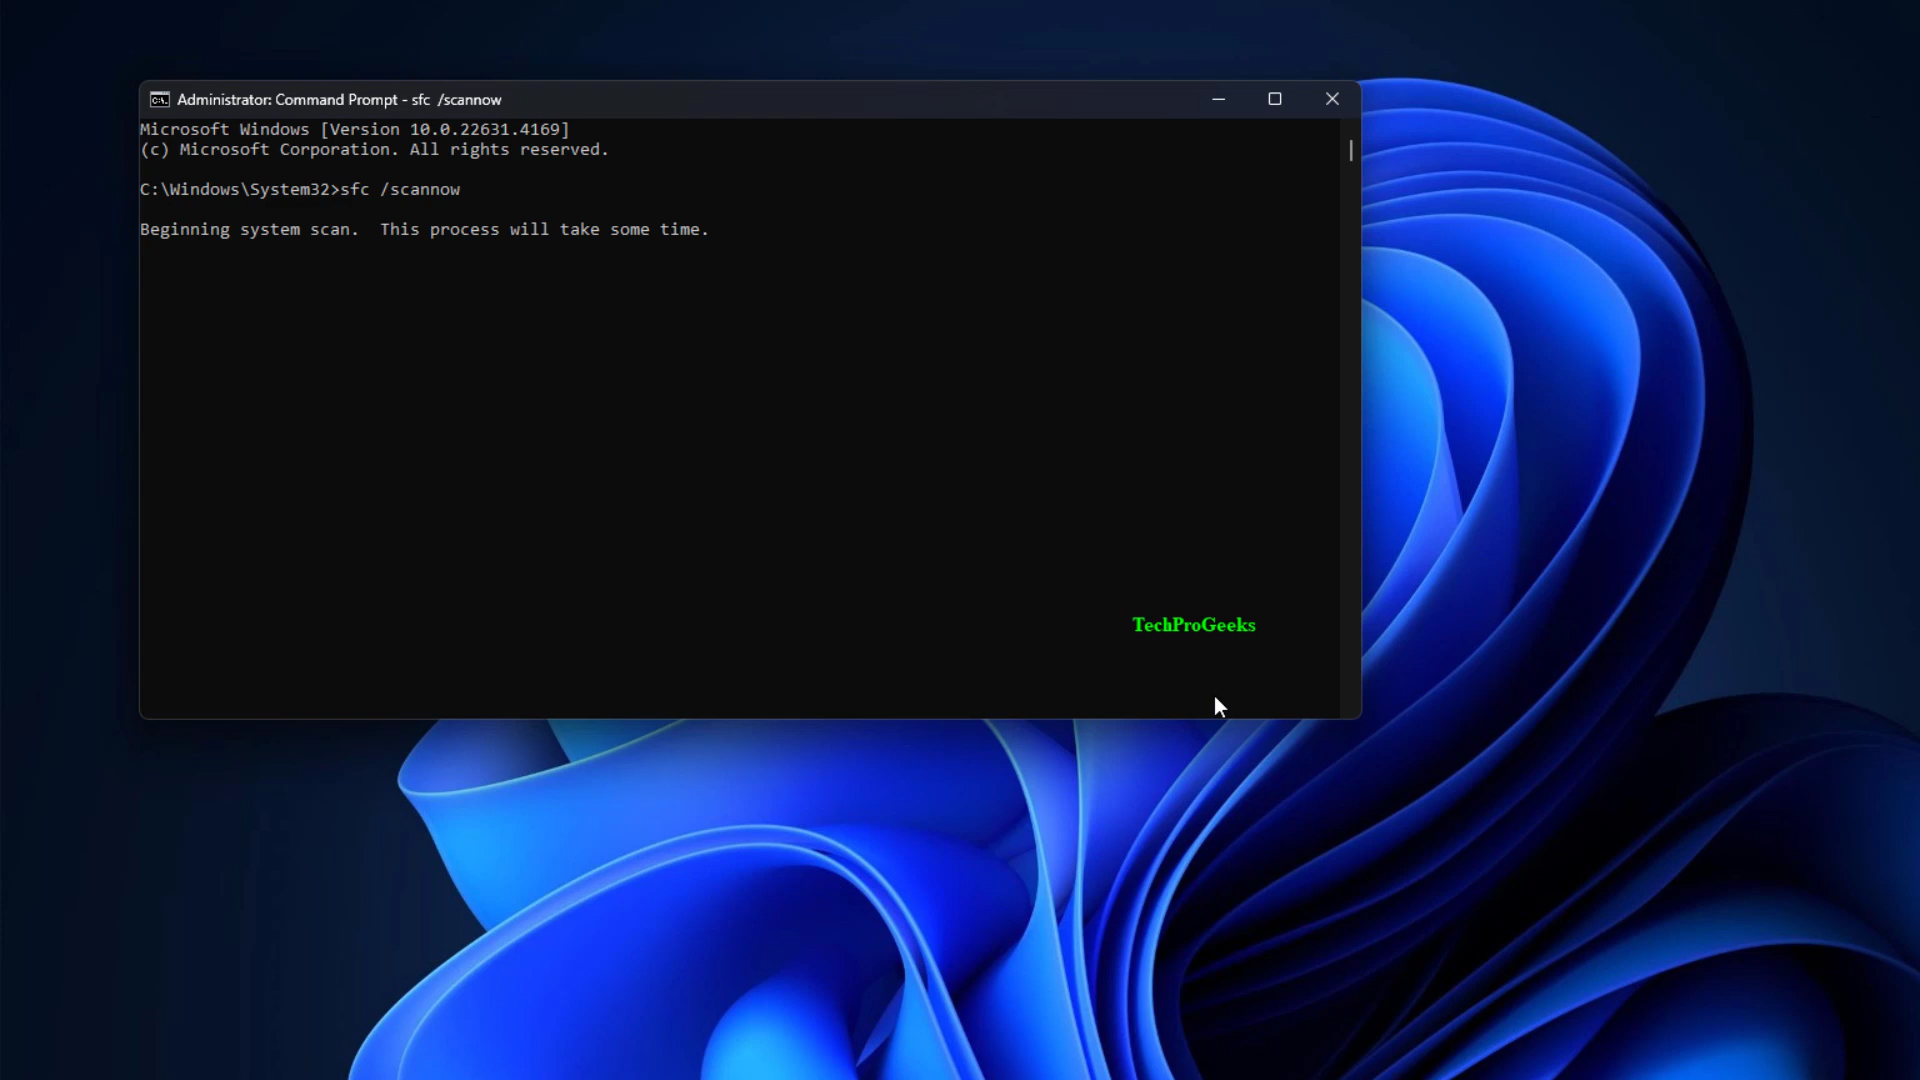 Administrator: Command Prompt - sfc  /scannow
Microsoft Windows [Version 10.0.22631.4169]
(c) Microsoft Corporation. All rights reserved.
C:\Windows\System32>sfc /scannow
Beginning system scan.  This process will take some time.
TechProGeeks